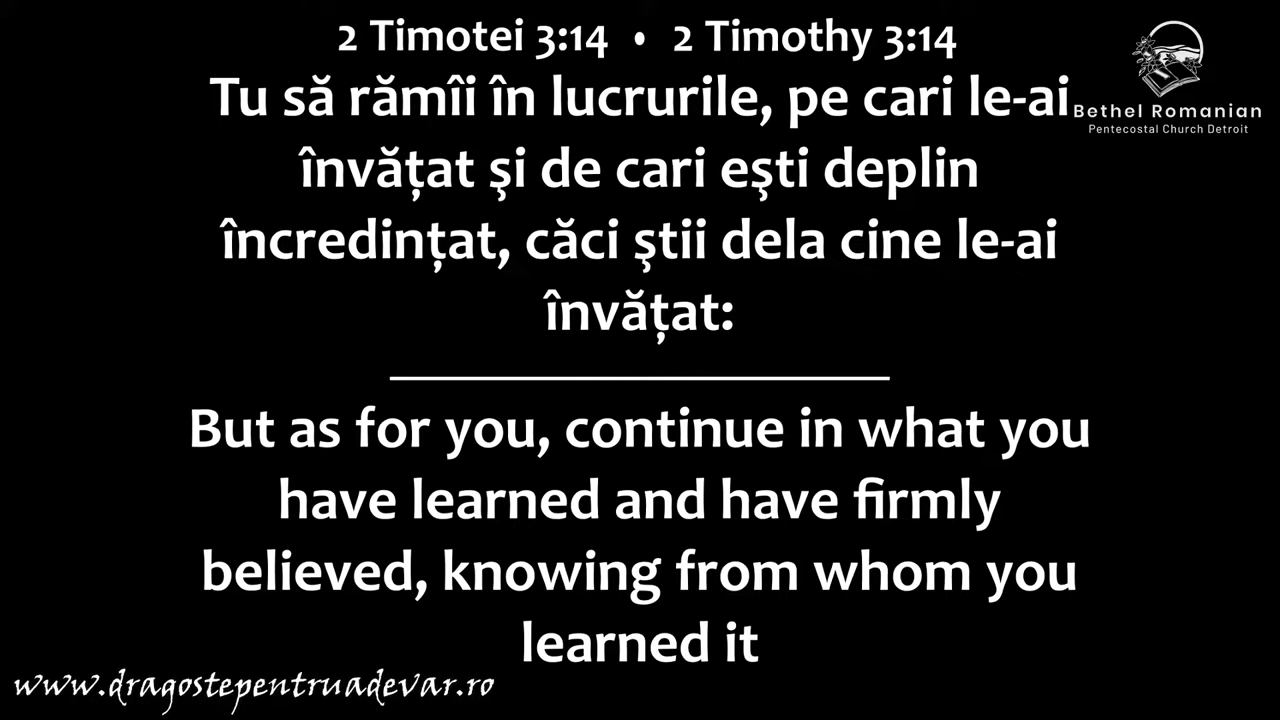 2 Timotei 3:14 • 2 Timothy 3:14
Tu să rămîi în lucrurile, pe cari le-ai
învăţat şi de cari eşti deplin
încredinţat, căci ştii dela cine le-ai
învăţat:
But as for you, continue in what you
have learned and have firmly
believed, knowing from whom you
learned it
Bethel Romanian
Pentecostal Church Detroit
www.dragostepentruadevar.ro